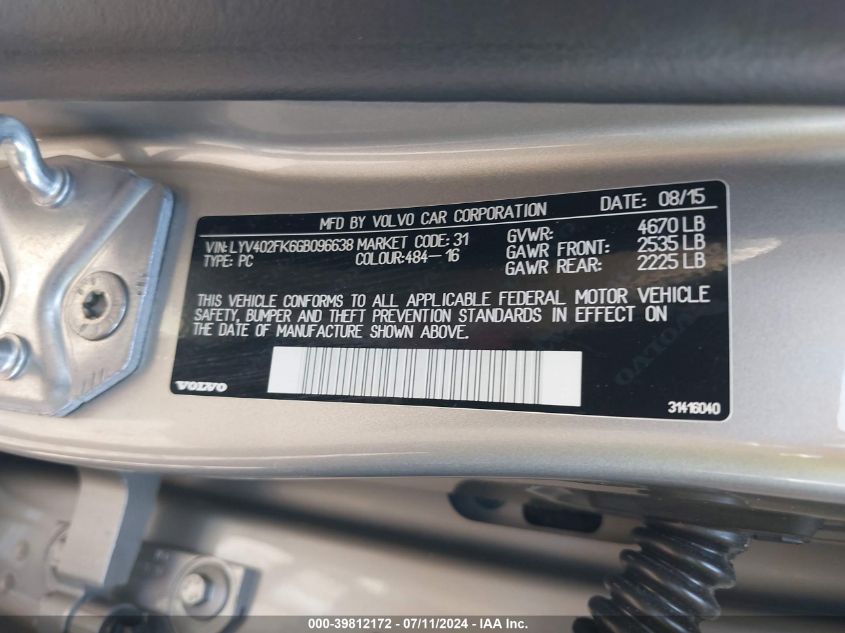 MFD BY VOLVO CAR CORPORATION DATE: 08/15
VIN: LYV402FK6GB096638 MARKET CODE: 31 GVWR: 4670 LB
TYPE: PC COLOUR:484-16 GAWR FRONT: 2535 LB
GAWR REAR: 2225 LB
THIS VEHICLE CONFORMS TO ALL APPLICABLE FEDERAL MOTOR VEHICLE
SAFETY, BUMPER AND THEFT PREVENTION STANDARDS IN EFFECT ON
THE DATE OF MANUFACTURE SHOWN ABOVE.
VOLVO
31416040
000-39812172 - 07/11/2024 - IAA Inc.